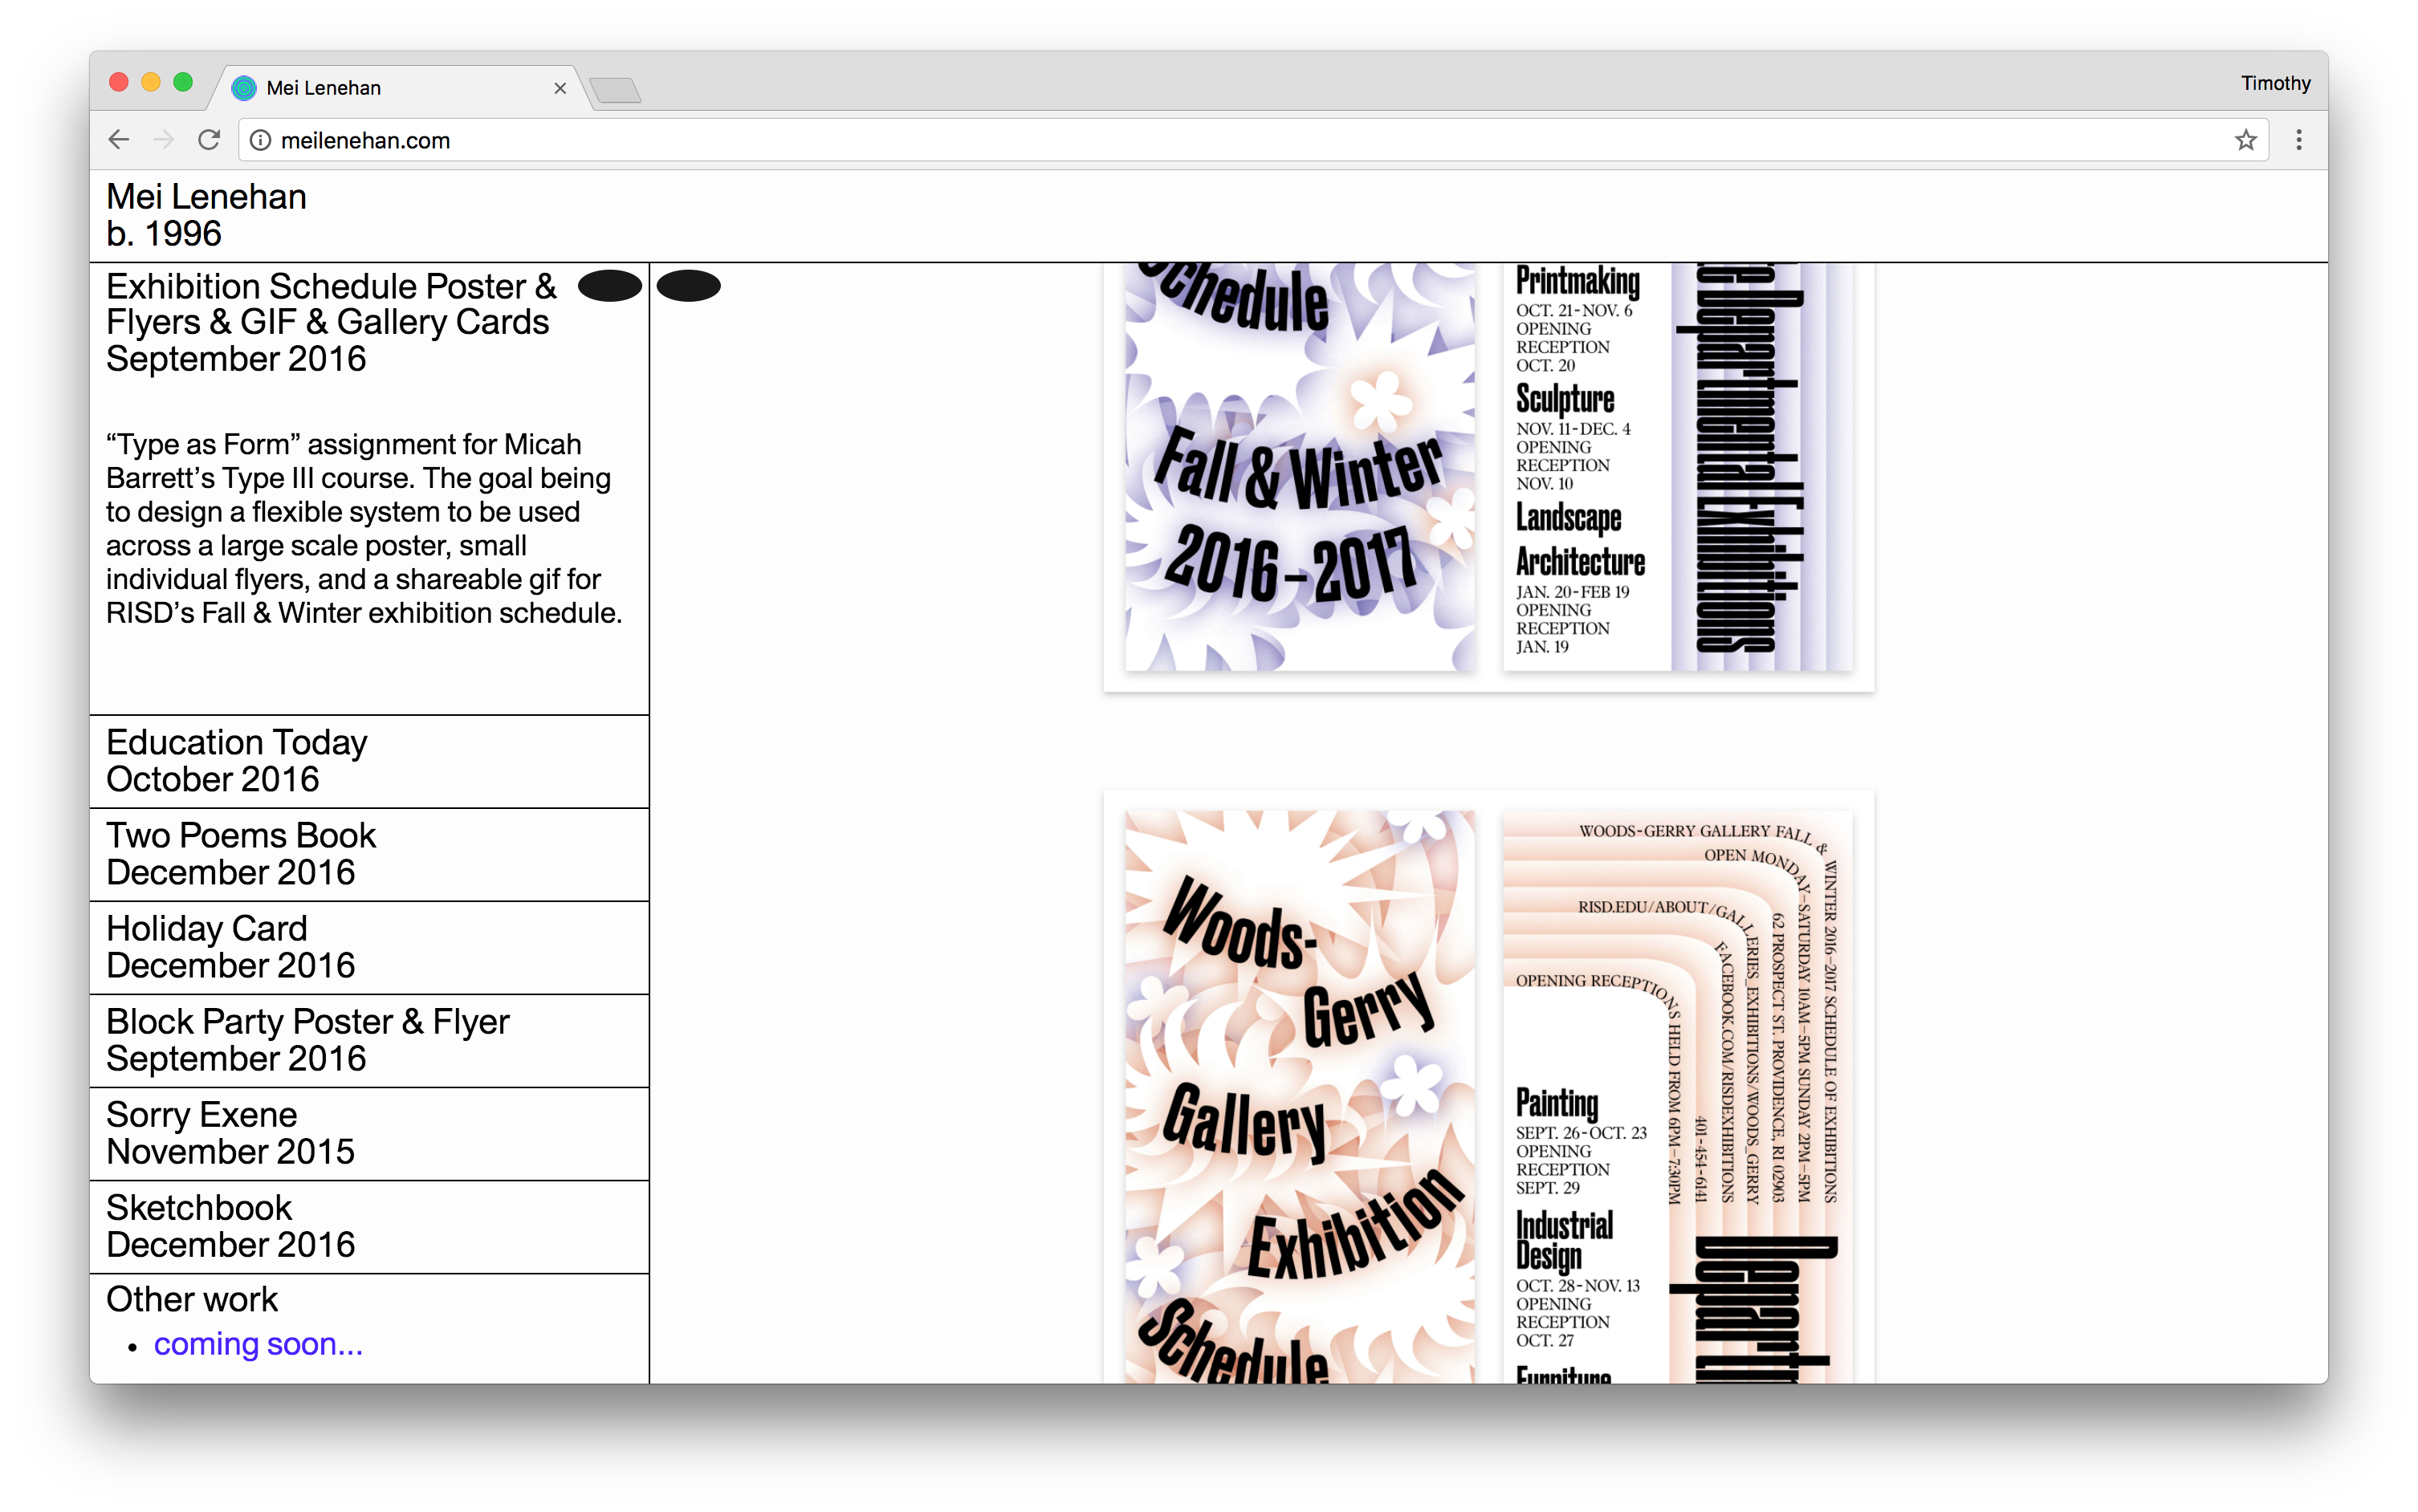 Mei Lenehan
Timothy
meilenehan.com
Mei Lenehan
b. 1996
Exhibition Schedule Poster &
Flyers & GIF & Gallery Cards
September 2016
“Type as Form” assignment for Micah
Barrett’s Type III course. The goal being
to design a flexible system to be used
across a large scale poster, small
individual flyers, and a shareable gif for
RISD’s Fall & Winter exhibition schedule.
Education Today
October 2016
Two Poems Book
December 2016
Holiday Card
December 2016
Block Party Poster & Flyer
September 2016
Sorry Exene
November 2015
Sketchbook
December 2016
Other work
• coming soon...
Schedule
Fall & Winter
2016–2017
Printmaking
OCT. 21-NOV. 6
OPENING
RECEPTION
OCT. 20
Sculpture
NOV. 11-DEC. 4
OPENING
RECEPTION
NOV. 10
Landscape
Architecture
JAN. 20-FEB 19
OPENING
RECEPTION
JAN. 19
Departmental Exhibitions
Woods-
Gerry
Gallery
Exhibition
Schedule
WOODS-GERRY GALLERY FALL & WINTER 2016–2017 SCHEDULE OF EXHIBITIONS
OPEN MONDAY–SATURDAY 10AM–5PM SUNDAY 2PM–5PM
62 PROSPECT ST. PROVIDENCE, RI 02903
RISD.EDU/ABOUT/GALLERIES_EXHIBITIONS/WOODS_GERRY
FACEBOOK.COM/RISDEXHIBITIONS
401-454-6141
OPENING RECEPTIONS HELD FROM 6PM–7:30PM
Painting
SEPT. 26-OCT. 23
OPENING
RECEPTION
SEPT. 29
Industrial
Design
OCT. 28-NOV. 13
OPENING
RECEPTION
OCT. 27
Furniture